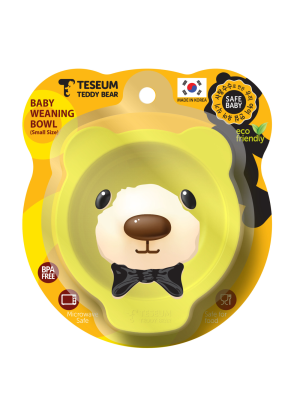 TESEUM
TEDDY BEAR
MADE IN KOREA
SAFE
BABY
BABY
WEANING
BOWL
(Small Size)
eco
friendly
BPA
FREE
Microwave
Safe